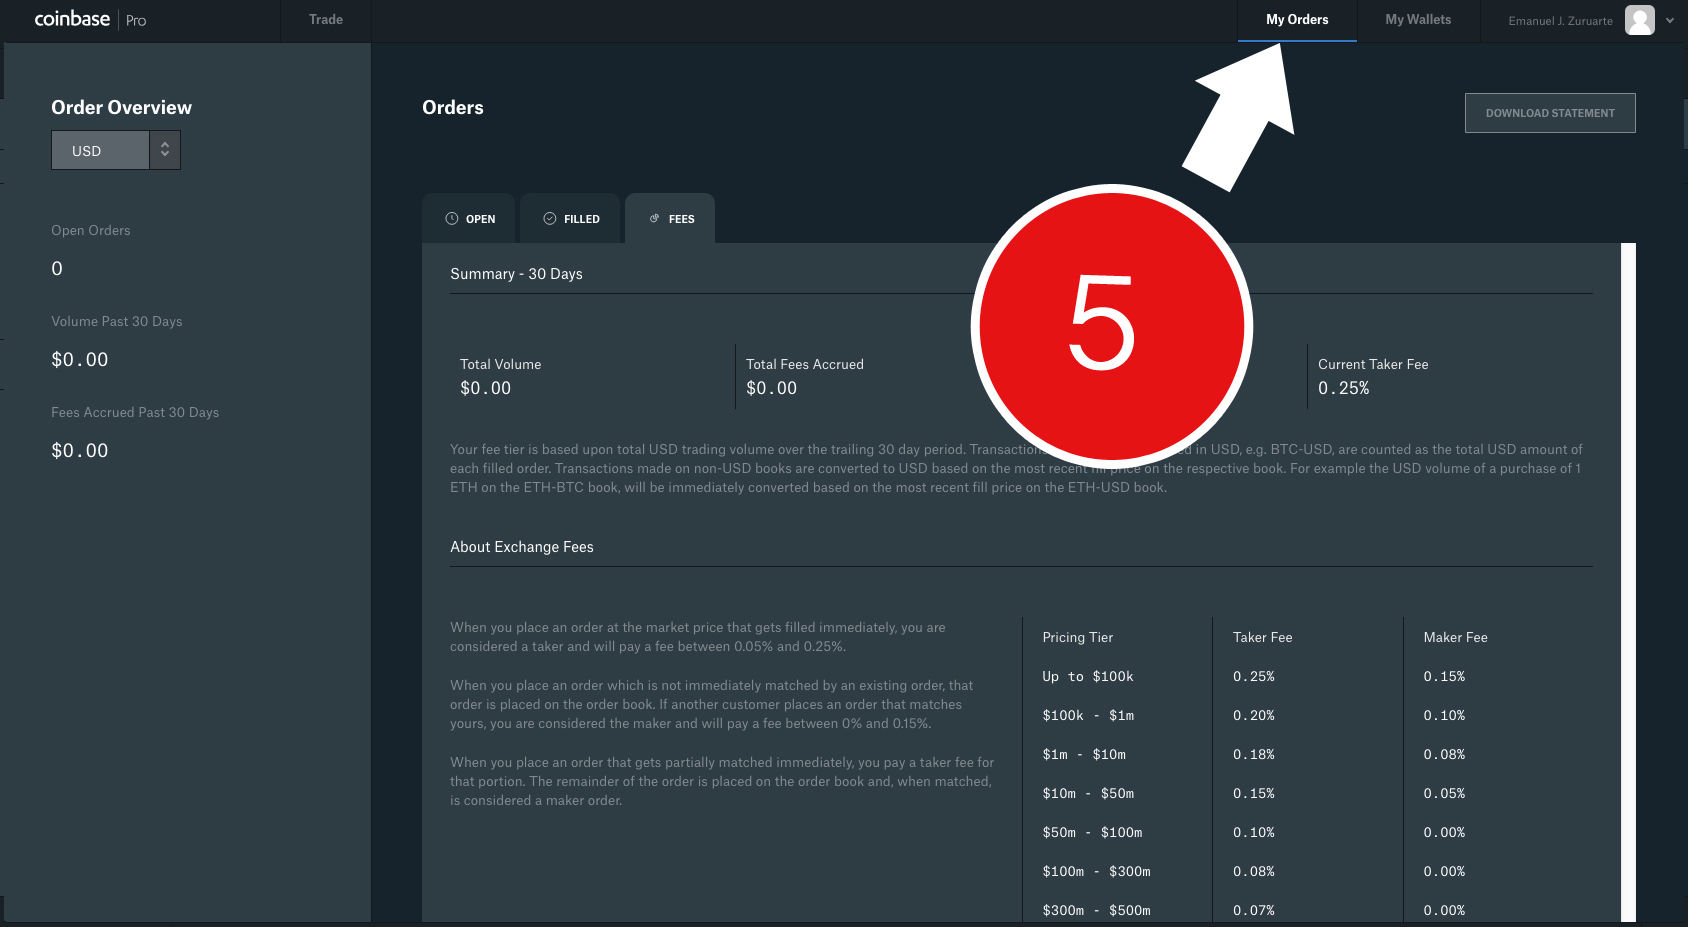 coinbase Pro
Trade
My Orders
My Wallets
Emanuel J. Zuruarte
Order Overview
USD
Open Orders
0
Volume Past 30 Days
$0.00
Fees Accrued Past 30 Days
$0.00
Orders
DOWNLOAD STATEMENT
OPEN
FILLED
FEES
5
Summary - 30 Days
Total Volume
$0.00
Total Fees Accrued
$0.00
Current Taker Fee
0.25%
Your fee tier is based upon total USD trading volume over the trailing 30 day period. Transactions in USD, e.g. BTC-USD, are counted as the total USD amount of
each filled order. Transactions made on non-USD books are converted to USD based on the most recent fill price on the respective book. For example the USD volume of a purchase of 1
ETH on the ETH-BTC book, will be immediately converted based on the most recent fill price on the ETH-USD book.
About Exchange Fees
When you place an order at the market price that gets filled immediately, you are
considered a taker and will pay a fee between 0.05% and 0.25%.
When you place an order which is not immediately matched by an existing order, that
order is placed on the order book. If another customer places an order that matches
yours, you are considered the maker and will pay a fee between 0% and 0.15%.
When you place an order that gets partially matched immediately, you pay a taker fee for
that portion. The remainder of the order is placed on the order book and, when matched,
is considered a maker order.
Pricing Tier Taker Fee Maker Fee
Up to $100k 0.25% 0.15%
$100k - $1m 0.20% 0.10%
$1m - $10m 0.18% 0.08%
$10m - $50m 0.15% 0.05%
$50m - $100m 0.10% 0.00%
$100m - $300m 0.08% 0.00%
$300m - $500m 0.07% 0.00%